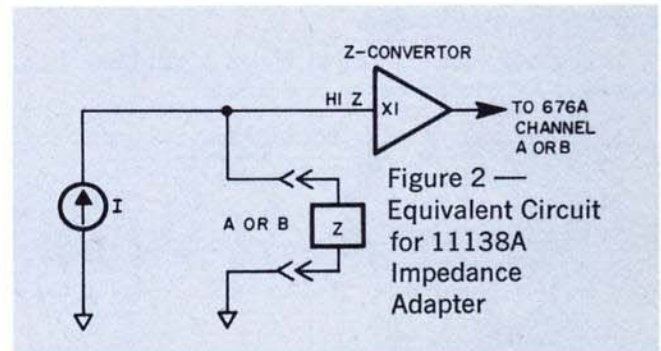 Z-CONVERTOR
HI Z
X1
TO 676A
CHANNEL
A OR B
I
A OR B
Z
Figure 2 —
Equivalent Circuit
for 11138A
Impedance
Adapter